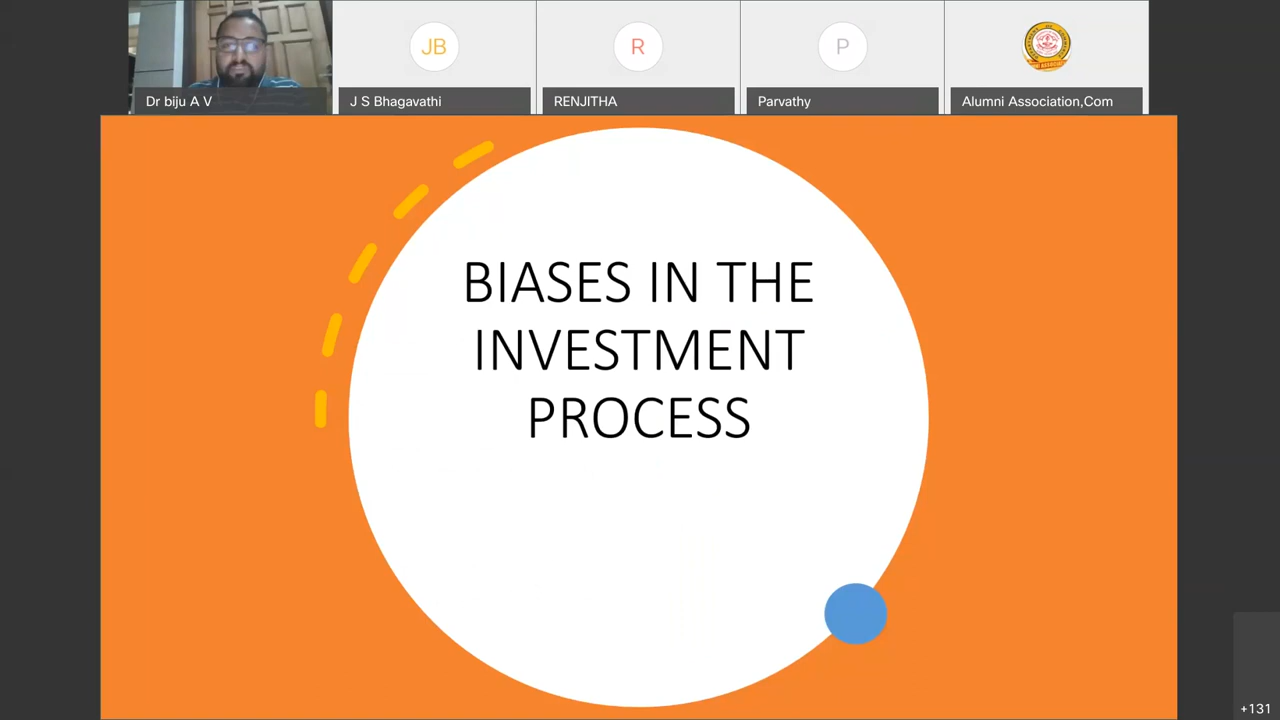 JB
R
P
Dr biju A V
J S Bhagavathi
RENJITHA
Parvathy
Alumni Association,Com
BIASES IN THE
INVESTMENT
PROCESS
+131